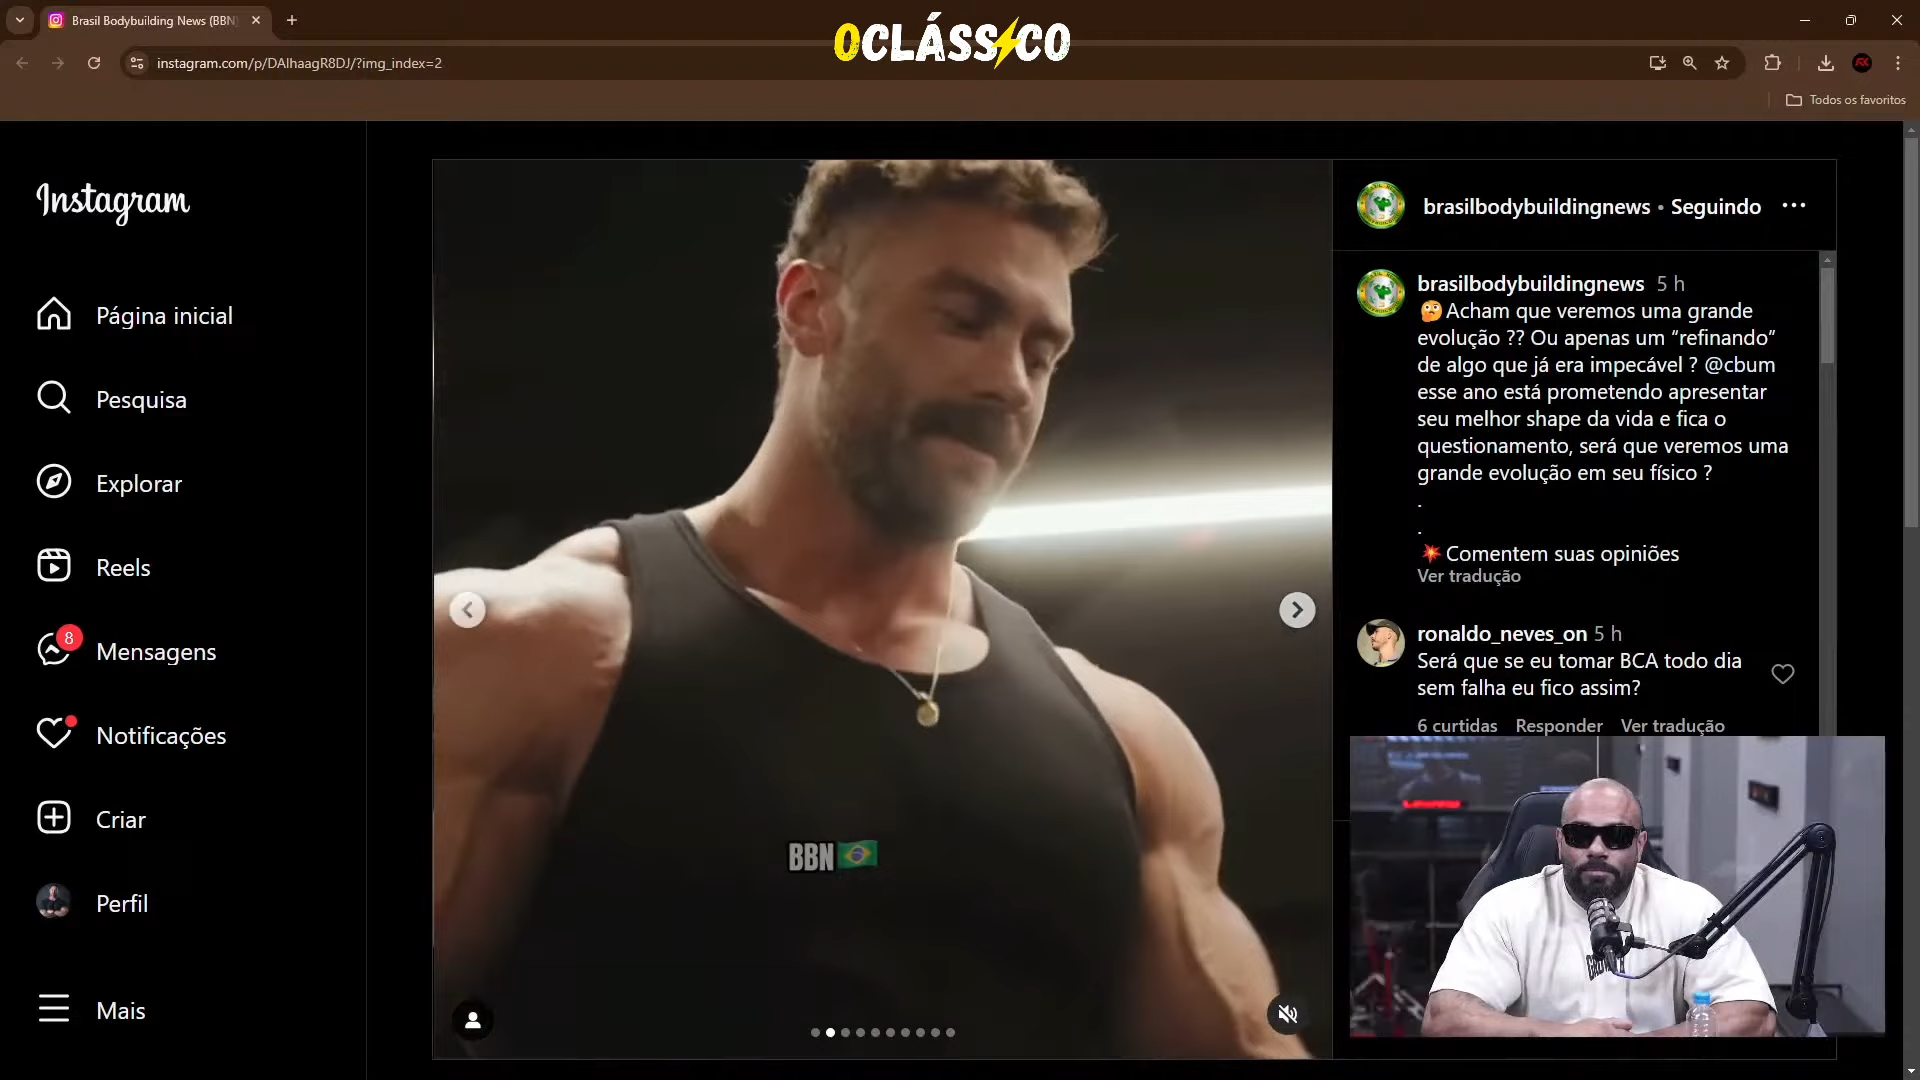 Brasil Bodybuilding News (BBN
OCLÁSSICO
instagram.com/p/DAlhaagR8DJ/?img_index=2
Todos os favoritos
Instagram
Página inicial
Pesquisa
Explorar
Reels
8
Mensagens
Notificações
Criar
Perfil
Mais
BBN
brasilbodybuildingnews • Seguindo
brasilbodybuildingnews 5 h
🤔Acham que veremos uma grande
evolução ?? Ou apenas um “refinando”
de algo que já era impecável ? @cbum
esse ano está prometendo apresentar
seu melhor shape da vida e fica o
questionamento, será que veremos uma
grande evolução em seu físico ?
.
.
💥Comentem suas opiniões
Ver tradução
ronaldo_neves_on 5 h
Será que se eu tomar BCA todo dia
sem falha eu fico assim?
6 curtidas Responder Ver tradução